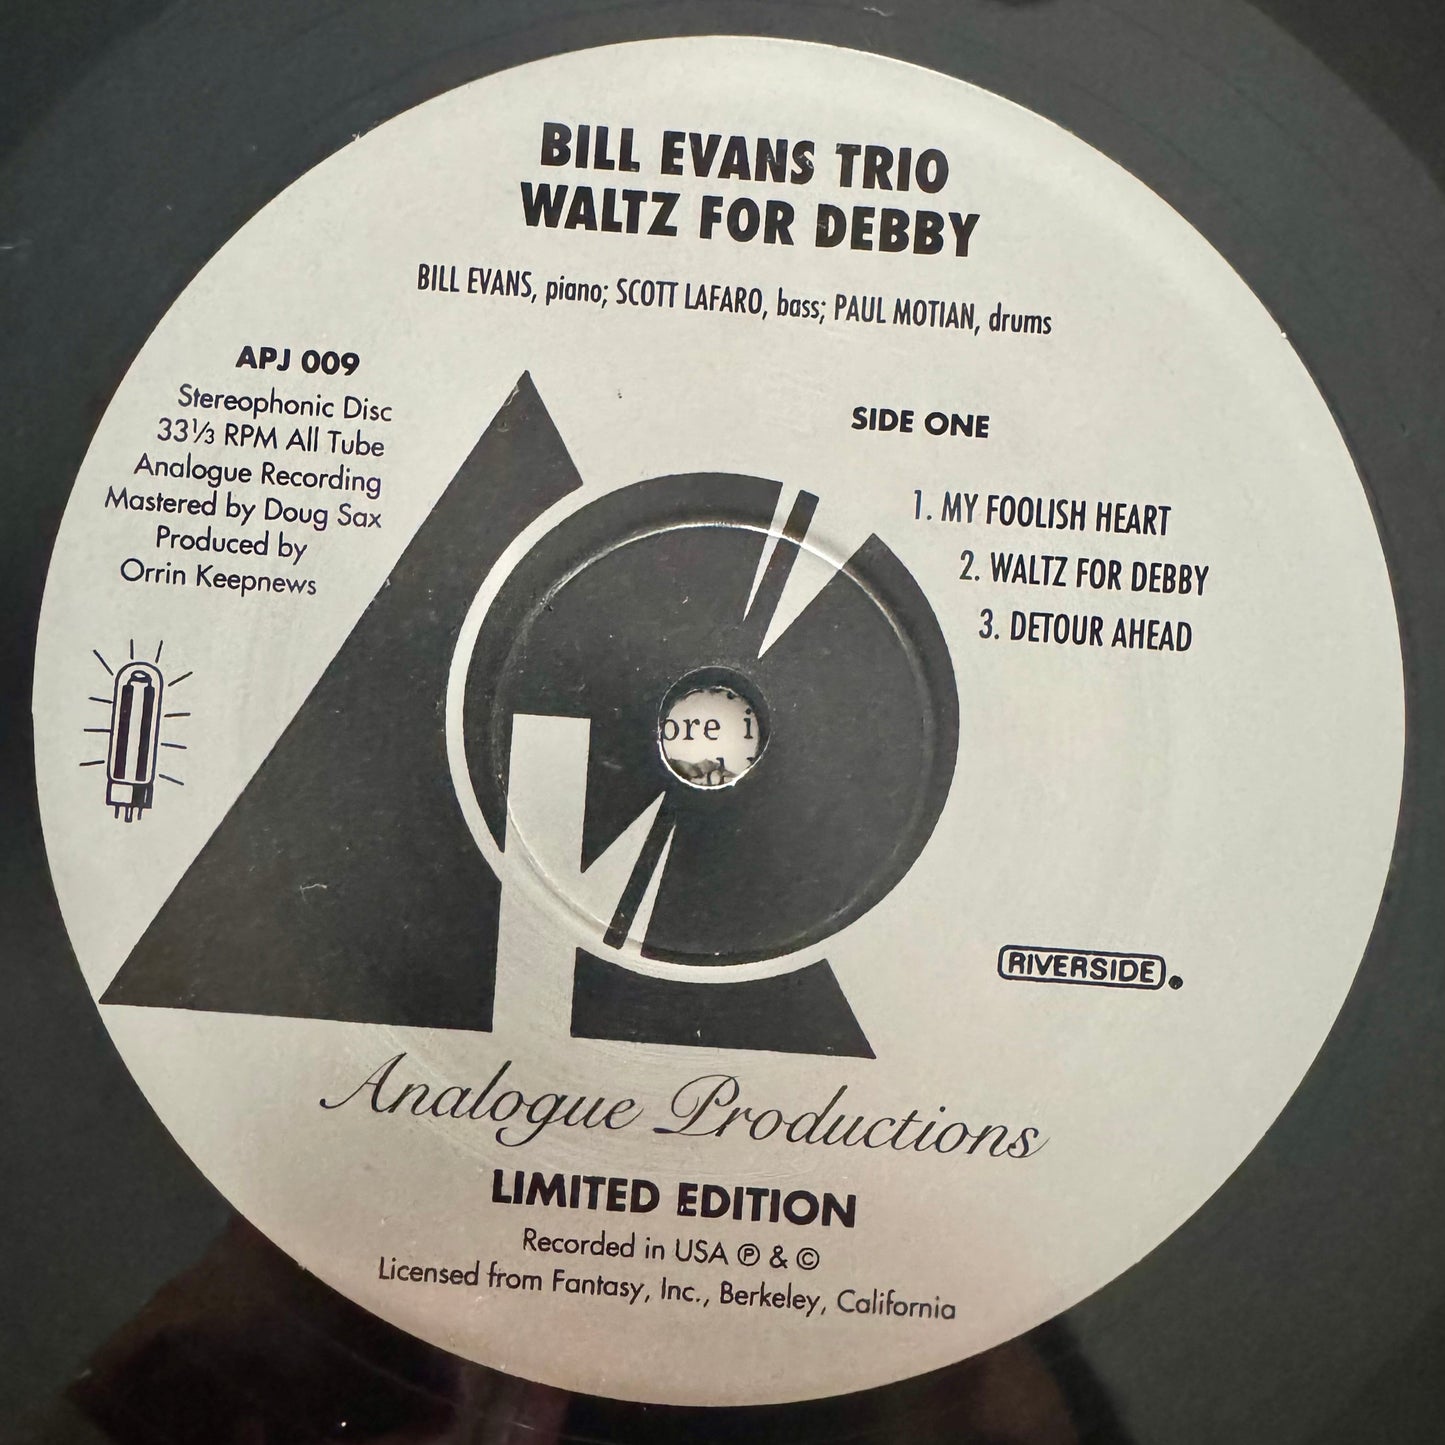 BILL EVANS TRIO
WALTZ FOR DEBBY
BILL EVANS, piano; SCOTT LAFARO, bass; PAUL MOTIAN, drums
APJ 009
Stereophonic Disc
33⅓ RPM All Tube
Analogue Recording
Mastered by Doug Sax
Produced by
Orrin Keepnews
SIDE ONE
1. MY FOOLISH HEART
2. WALTZ FOR DEBBY
3. DETOUR AHEAD
RIVERSIDE
Analogue Productions
LIMITED EDITION
Recorded in USA ℗ & ©
Licensed from Fantasy, Inc., Berkeley, California